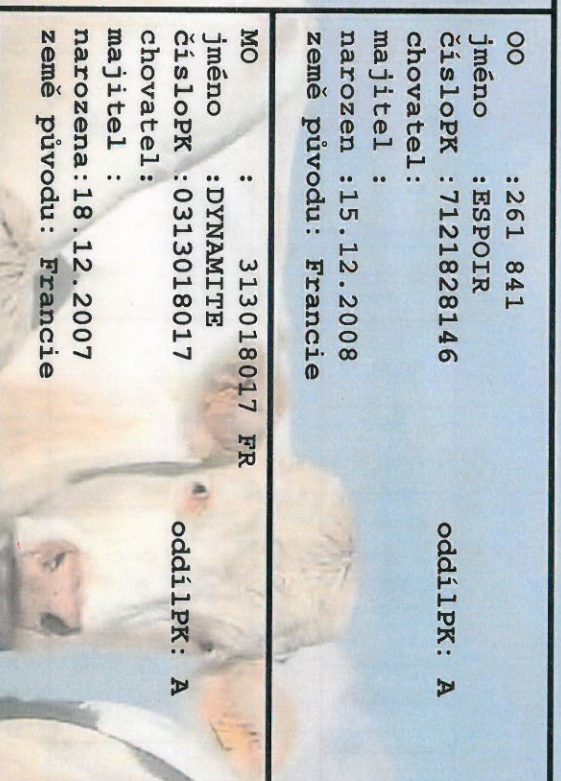 OO :261 841
jméno :ESPOIR
čísloPK :7121828146 oddílPK: A
chovatel:
majitel :
narozen :15.12.2008
země původu: Francie
MO : 313018017 FR
jméno :DYNAMITE
čísloPK :0313018017 oddílPK: A
chovatel:
majitel :
narozena:18.12.2007
země původu: Francie